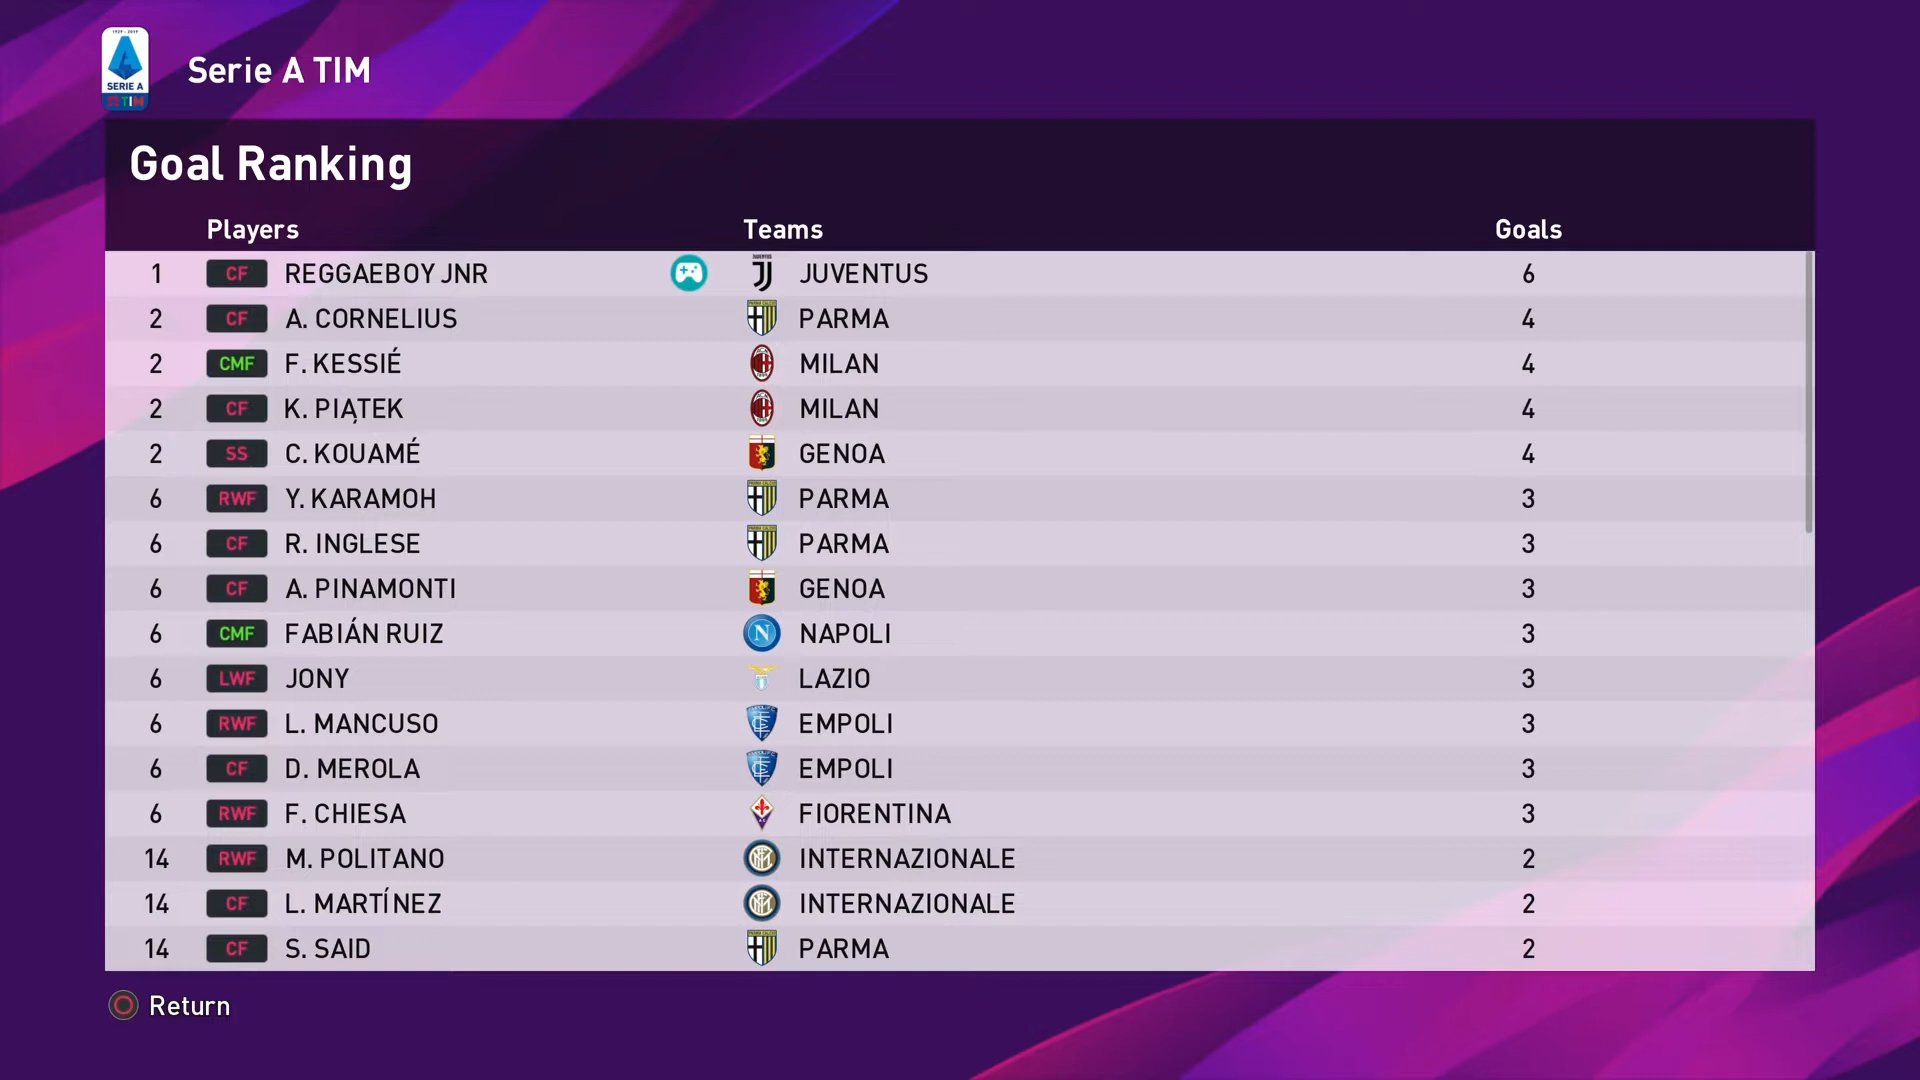 1929 - 2019
SERIE A
TIM
Serie A TIM
Goal Ranking
Players Teams Goals
1 CF REGGAEBOY JNR JUVENTUS 6
2 CF A. CORNELIUS PARMA 4
2 CMF F. KESSIÉ MILAN 4
2 CF K. PIĄTEK MILAN 4
2 SS C. KOUAMÉ GENOA 4
6 RWF Y. KARAMOH PARMA 3
6 CF R. INGLESE PARMA 3
6 CF A. PINAMONTI GENOA 3
6 CMF FABIÁN RUIZ N NAPOLI 3
6 LWF JONY LAZIO 3
6 RWF L. MANCUSO EMPOLI 3
6 CF D. MEROLA EMPOLI 3
6 RWF F. CHIESA FIORENTINA 3
14 RWF M. POLITANO INTERNAZIONALE 2
14 CF L. MARTÍNEZ INTERNAZIONALE 2
14 CF S. SAID PARMA 2
Return